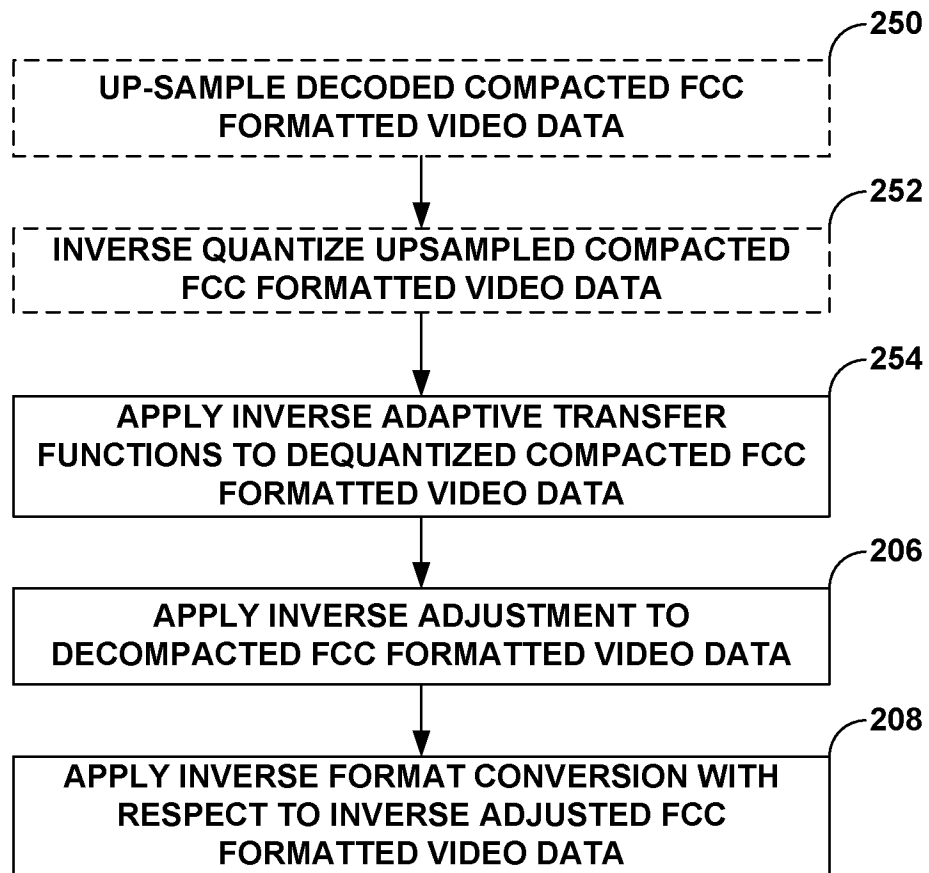 250
UP-SAMPLE DECODED COMPACTED FCC
FORMATTED VIDEO DATA
252
INVERSE QUANTIZE UPSAMPLED COMPACTED
FCC FORMATTED VIDEO DATA
254
APPLY INVERSE ADAPTIVE TRANSFER
FUNCTIONS TO DEQUANTIZED COMPACTED FCC
FORMATTED VIDEO DATA
206
APPLY INVERSE ADJUSTMENT TO
DECOMPACTED FCC FORMATTED VIDEO DATA
208
APPLY INVERSE FORMAT CONVERSION WITH
RESPECT TO INVERSE ADJUSTED FCC
FORMATTED VIDEO DATA